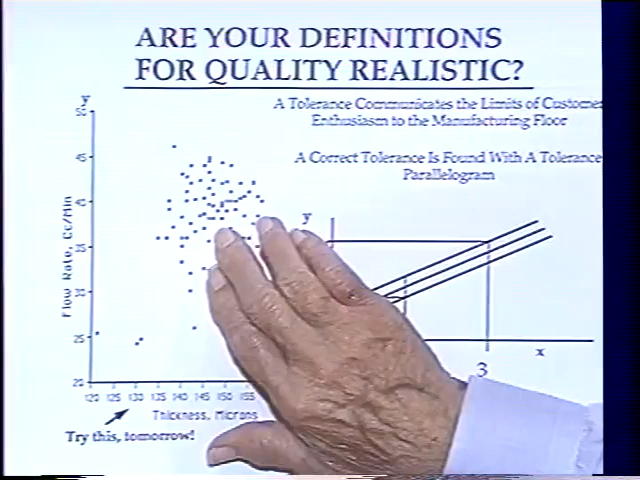 ARE YOUR DEFINITIONS
FOR QUALITY REALISTIC?
A Tolerance Communicates the Limits of Custome
Enthusiasm to the Manufacturing Floor
A Correct Tolerance Is Found With A Tolerance
Parallelogram
y
50
45
40
35
30
25
20
Flow Rate, Cc/Min
120 125 130 135 140 145 150 155
Thickness, Microns
Try this, tomorrow!
y
x
3